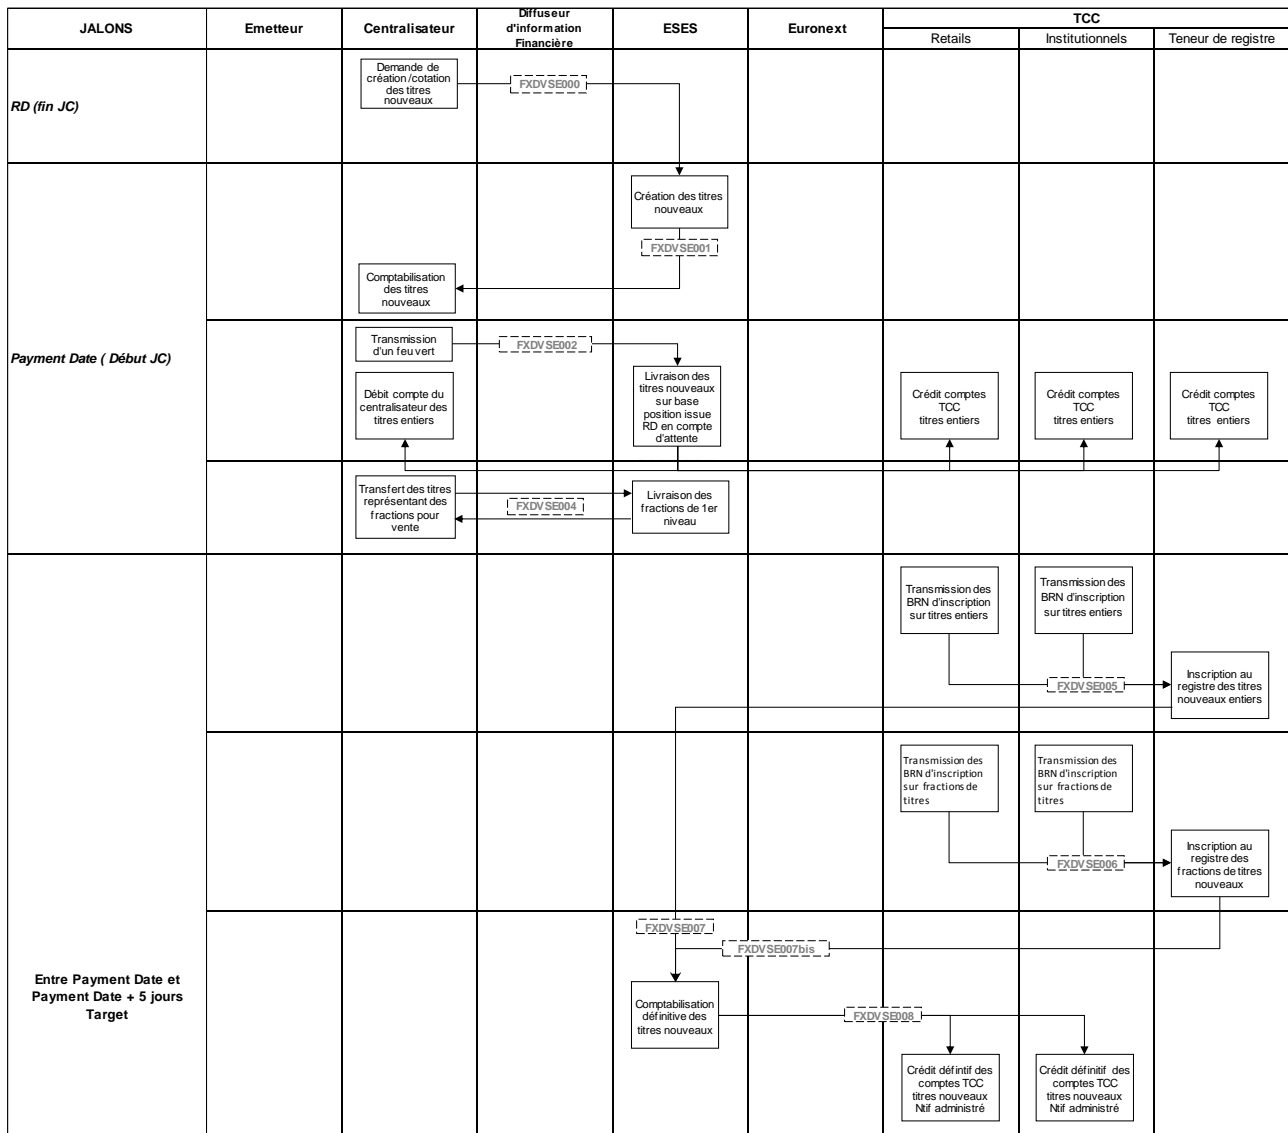 JALONS
Emetteur
Centralisateur
Diffuseur
d'information
Financière
ESES
Euronext
TCC
Retails
Institutionnels
Teneur de registre
RD (fin JC)
Demande de
création /cotation
des titres
nouveaux
FXDVSE000
Payment Date ( Début JC)
Création des titres
nouveaux
FXDVSE001
Comptabilisation
des titres
nouveaux
Transmission
d'un feu vert
FXDVSE002
Débit compte du
centralisateur des
titres entiers
Livraison des
titres nouveaux
sur base
position issue
RD en compte
d'attente
Crédit comptes
TCC
titres entiers
Crédit comptes
TCC
titres entiers
Crédit comptes
TCC
titres entiers
Transfert des titres
représentant des
fractions pour
vente
FXDVSE004
Livraison des
fractions de 1er
niveau
Entre Payment Date et
Payment Date + 5 jours
Target
Transmission des
BRN d'inscription
sur titres entiers
Transmission des
BRN d'inscription
sur titres entiers
FXDVSE005
Inscription au
registre des titres
nouveaux entiers
Transmission des
BRN d'inscription
sur fractions de
titres
Transmission des
BRN d'inscription
sur fractions de
titres
FXDVSE006
Inscription au
registre des
fractions de titres
nouveaux
FXDVSE007
FXDVSE007bis
Comptabilisation
définitive des
titres nouveaux
FXDVSE008
Crédit défintif des
comptes TCC
titres nouveaux
Ntif administré
Crédit définitif des
comptes TCC
titres nouveaux
Ntif administré